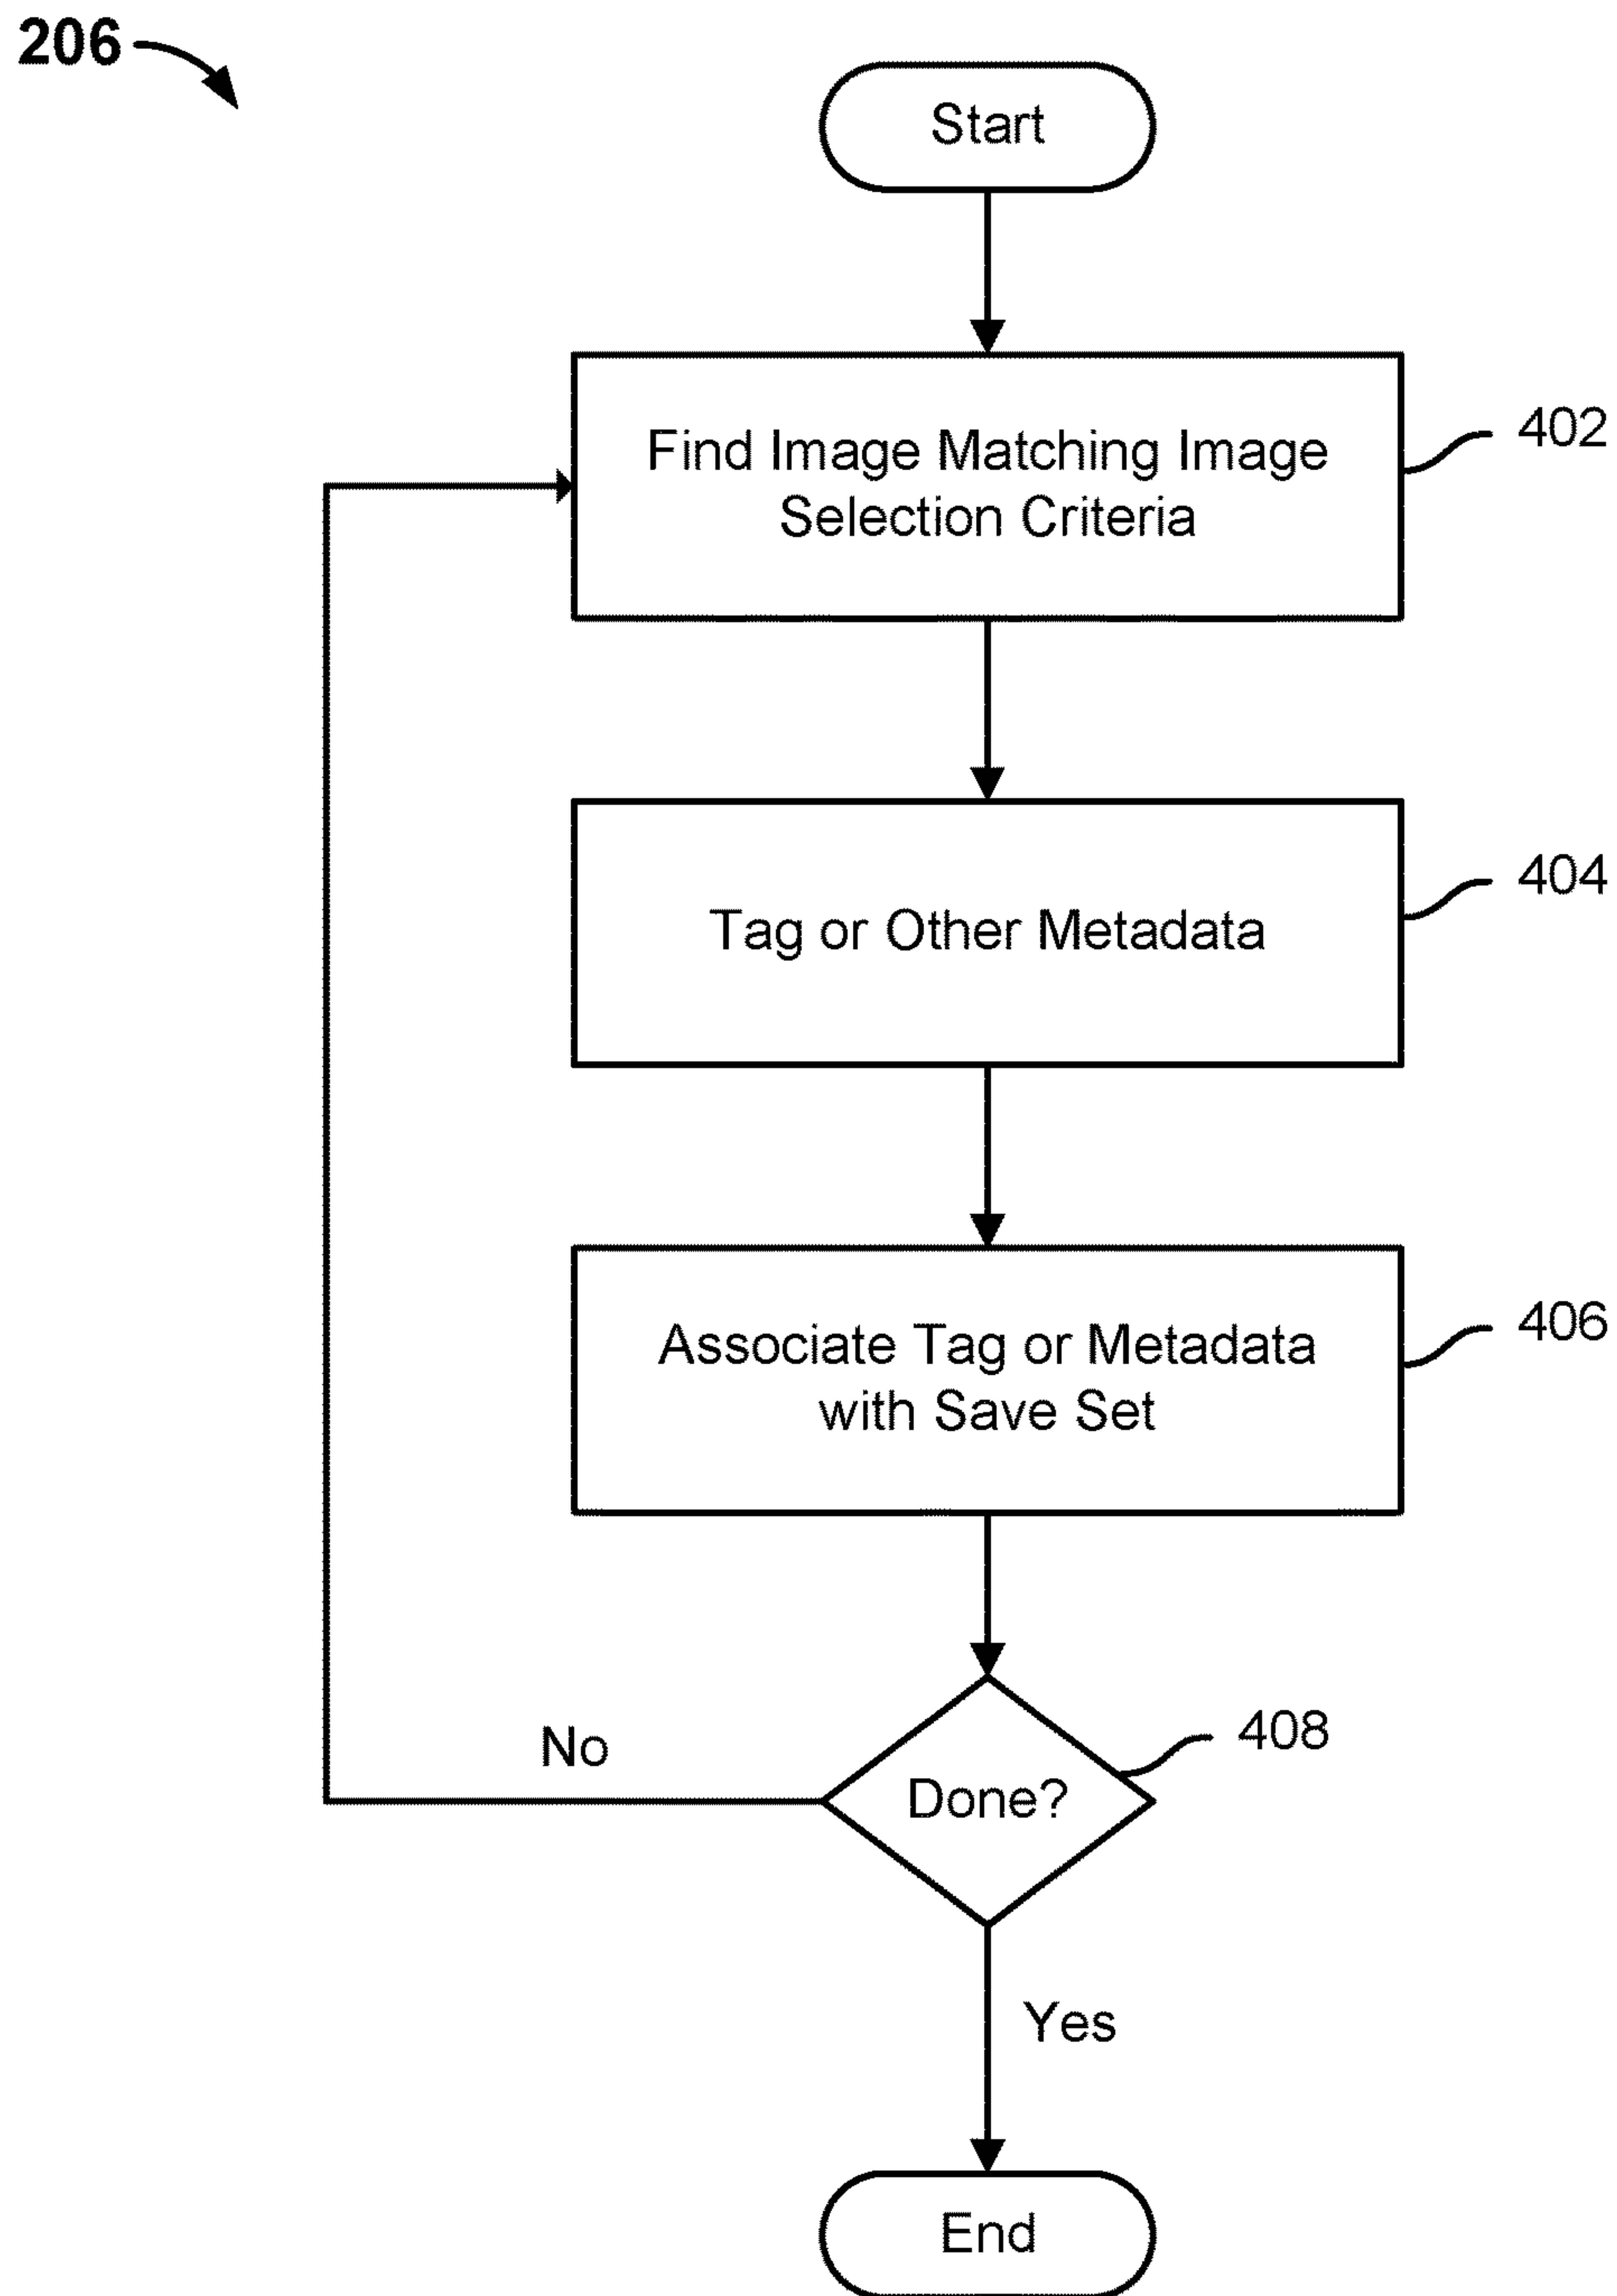 206
Start
Find Image Matching Image
Selection Criteria
402
Tag or Other Metadata
404
Associate Tag or Metadata
with Save Set
406
Done?
408
No
Yes
End